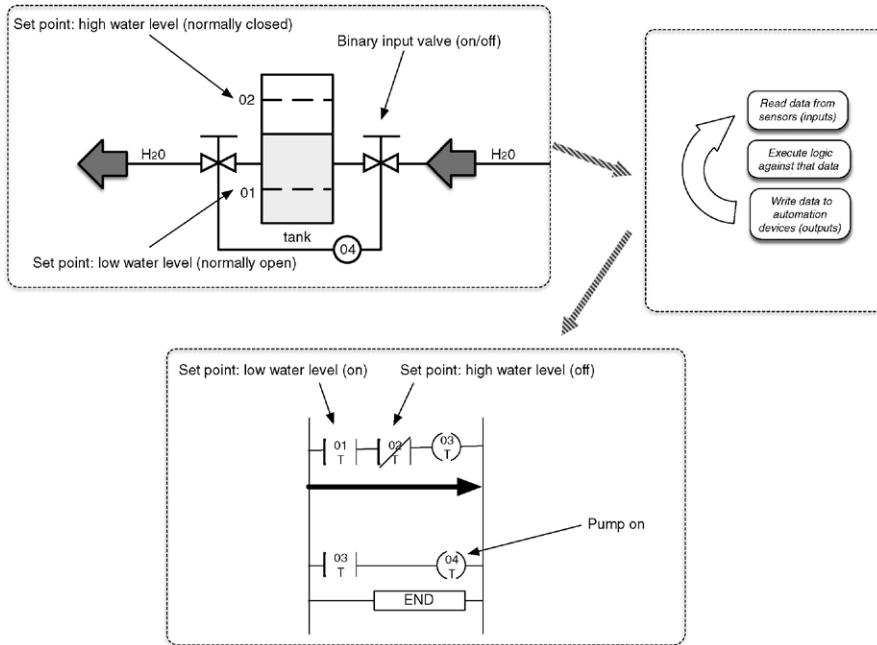 Set point: high water level (normally closed)
Binary input valve (on/off)
02
H20
H20
01
tank
04
Set point: low water level (normally open)
Read data from
sensors (inputs)
Execute logic
against that data
Write data to
automation
devices (outputs)
Set point: low water level (on)
Set point: high water level (off)
01
T
02
T
03
T
Pump on
03
T
04
T
END